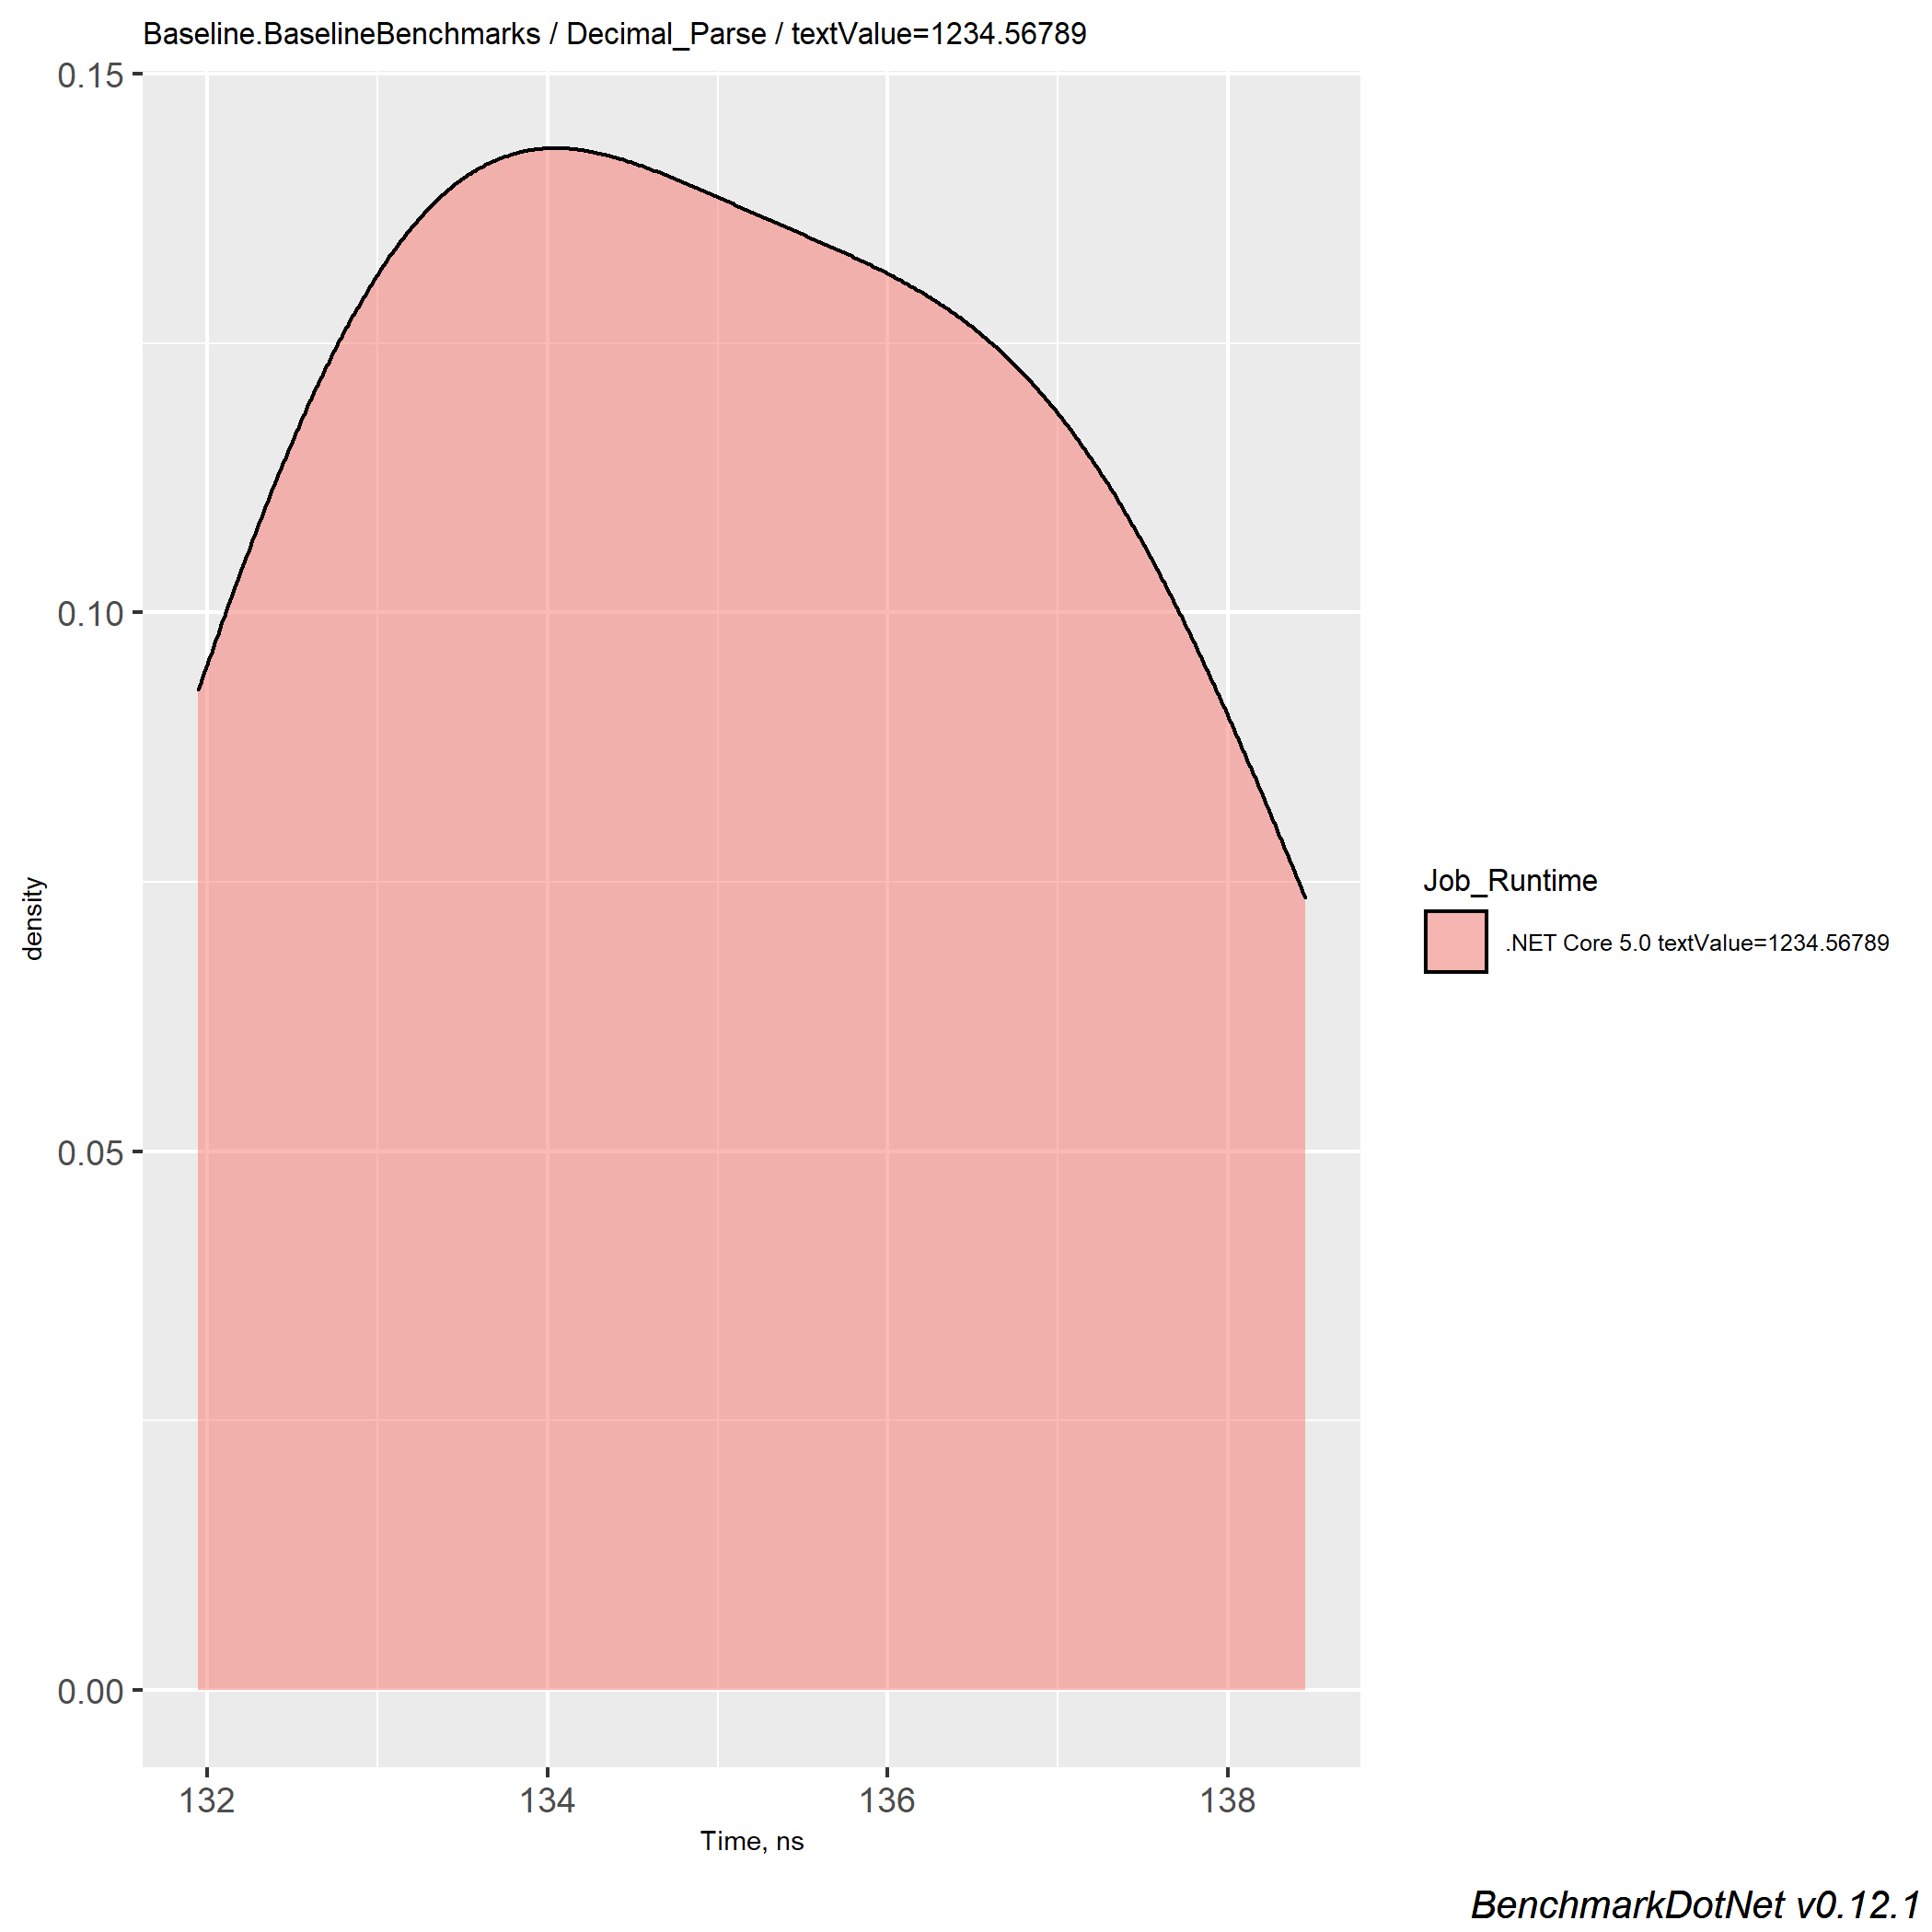 Baseline.BaselineBenchmarks / Decimal_Parse / textValue=1234.56789
0.15
0.10
0.05
0.00
density
132 134 136 138
Time, ns
Job_Runtime
.NET Core 5.0 textValue=1234.56789
BenchmarkDotNet v0.12.1